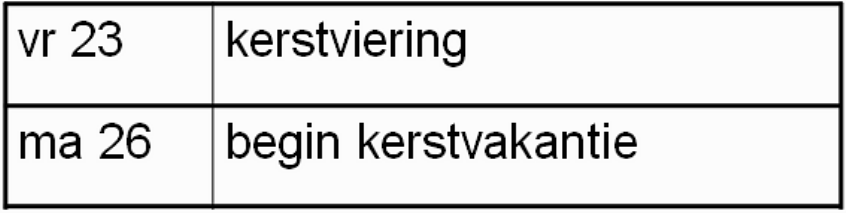 vr 23 kerstviering
ma 26 begin kerstvakantie